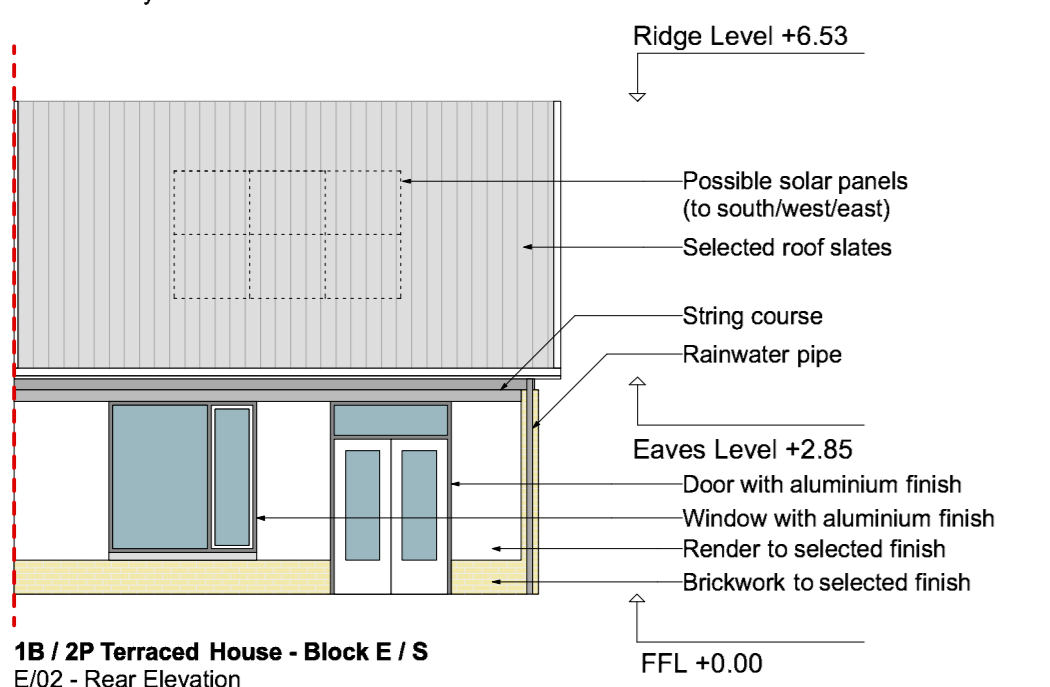 Ridge Level +6.53
Possible solar panels
(to south/west/east)
Selected roof slates
String course
Rainwater pipe
Eaves Level +2.85
Door with aluminium finish
Window with aluminium finish
Render to selected finish
Brickwork to selected finish
FFL +0.00
1B / 2P Terraced House - Block E / S
E/02 - Rear Elevation